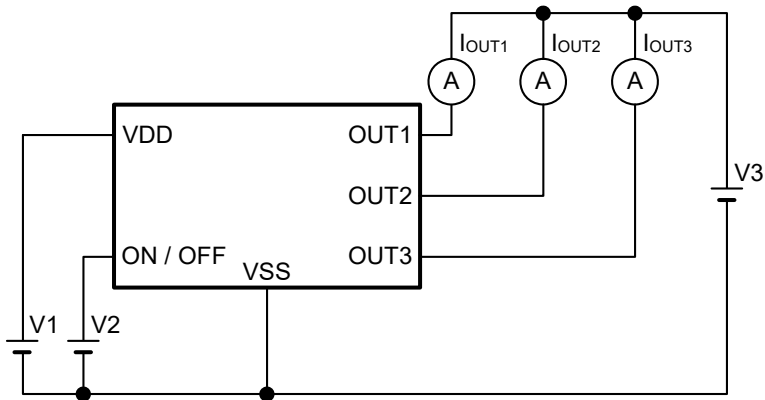 IOUT1 IOUT2 IOUT3
A A A
VDD OUT1
OUT2 V3
ON / OFF VSS OUT3
V1 V2